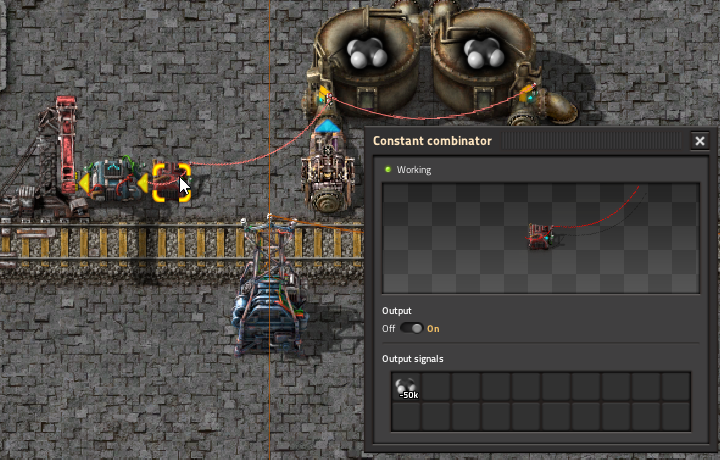 Constant combinator
Working
Output
Off On
Output signals
-50k